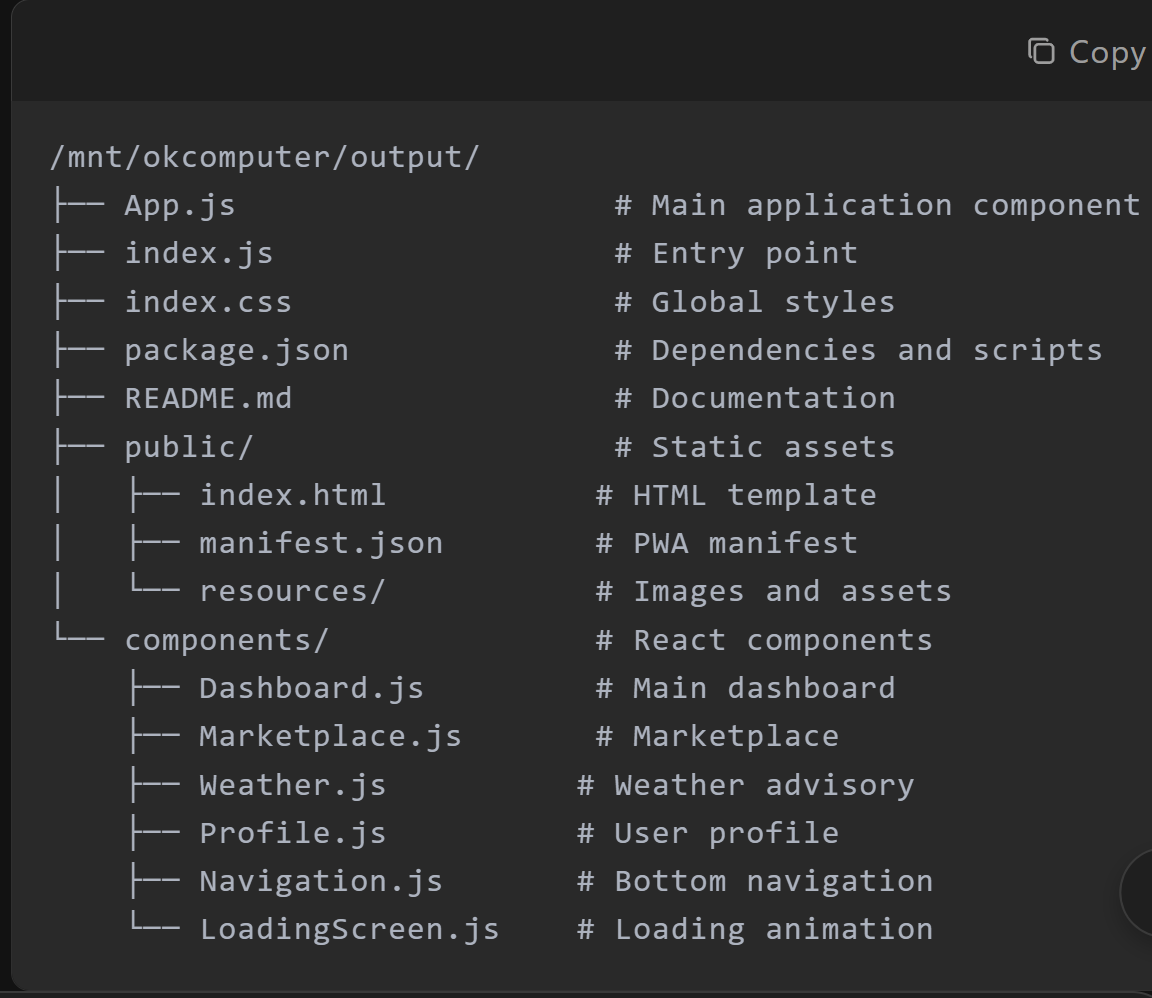 Copy
/mnt/okcomputer/output/
├── App.js                          # Main application component
├── index.js                        # Entry point
├── index.css                       # Global styles
├── package.json                    # Dependencies and scripts
├── README.md                       # Documentation
├── public/                         # Static assets
│   ├── index.html                 # HTML template
│   ├── manifest.json              # PWA manifest
│   └── resources/                 # Images and assets
└── components/                    # React components
    ├── Dashboard.js               # Main dashboard
    ├── Marketplace.js             # Marketplace
    ├── Weather.js                # Weather advisory
    ├── Profile.js                # User profile
    ├── Navigation.js             # Bottom navigation
    └── LoadingScreen.js          # Loading animation